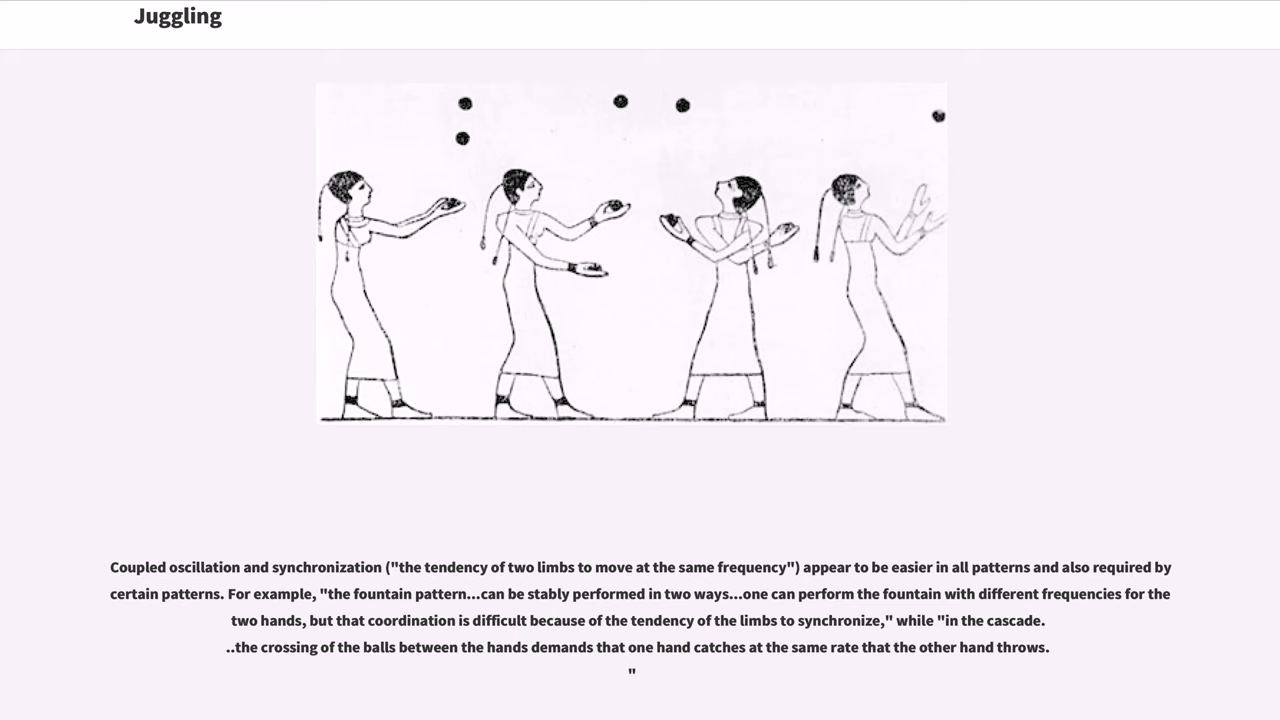 Juggling
Coupled oscillation and synchronization ("the tendency of two limbs to move at the same frequency") appear to be easier in all patterns and also required by
certain patterns. For example, "the fountain pattern...can be stably performed in two ways...one can perform the fountain with different frequencies for the
two hands, but that coordination is difficult because of the tendency of the limbs to synchronize," while "in the cascade.
..the crossing of the balls between the hands demands that one hand catches at the same rate that the other hand throws.
"